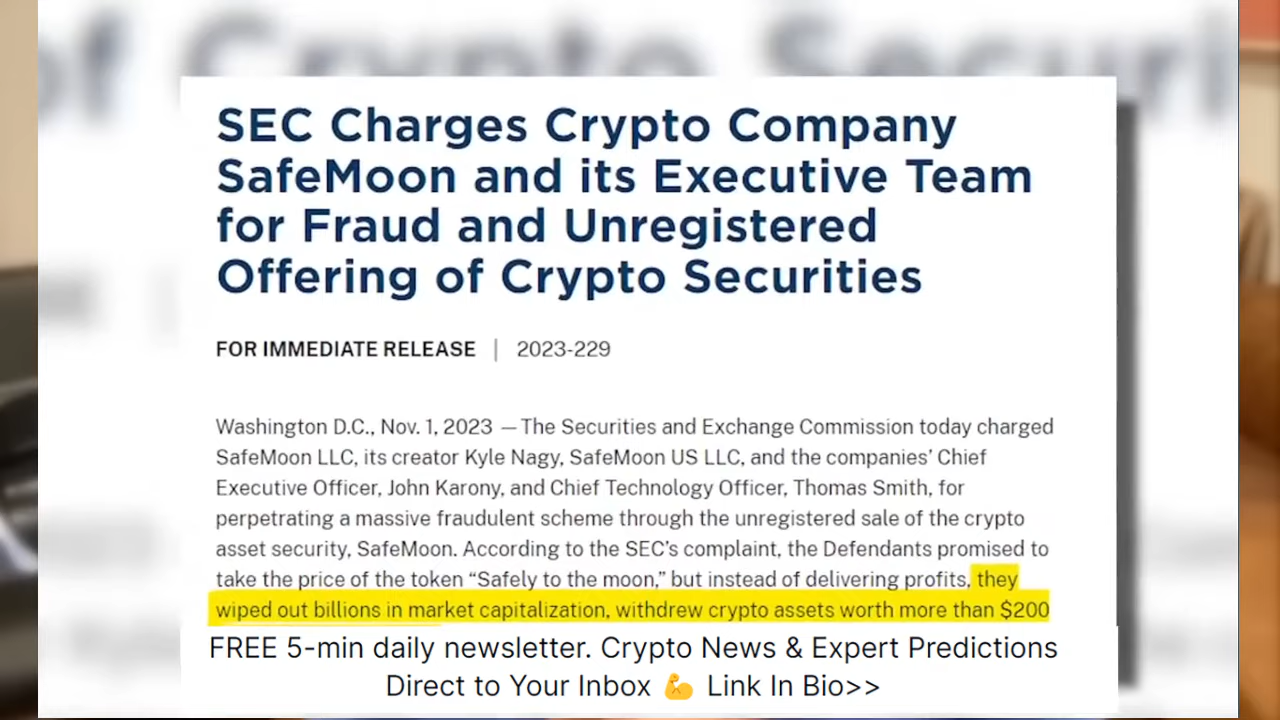 of Crypto Securi
SEC Charges Crypto Company
SafeMoon and its Executive Team
for Fraud and Unregistered
Offering of Crypto Securities
FOR IMMEDIATE RELEASE | 2023-229
Washington D.C., Nov. 1, 2023 — The Securities and Exchange Commission today charged
SafeMoon LLC, its creator Kyle Nagy, SafeMoon US LLC, and the companies’ Chief
Executive Officer, John Karony, and Chief Technology Officer, Thomas Smith, for
perpetrating a massive fraudulent scheme through the unregistered sale of the crypto
asset security, SafeMoon. According to the SEC’s complaint, the Defendants promised to
take the price of the token “Safely to the moon,” but instead of delivering profits, they
wiped out billions in market capitalization, withdrew crypto assets worth more than $200
FREE 5-min daily newsletter. Crypto News & Expert Predictions
Direct to Your Inbox 💪 Link In Bio>>